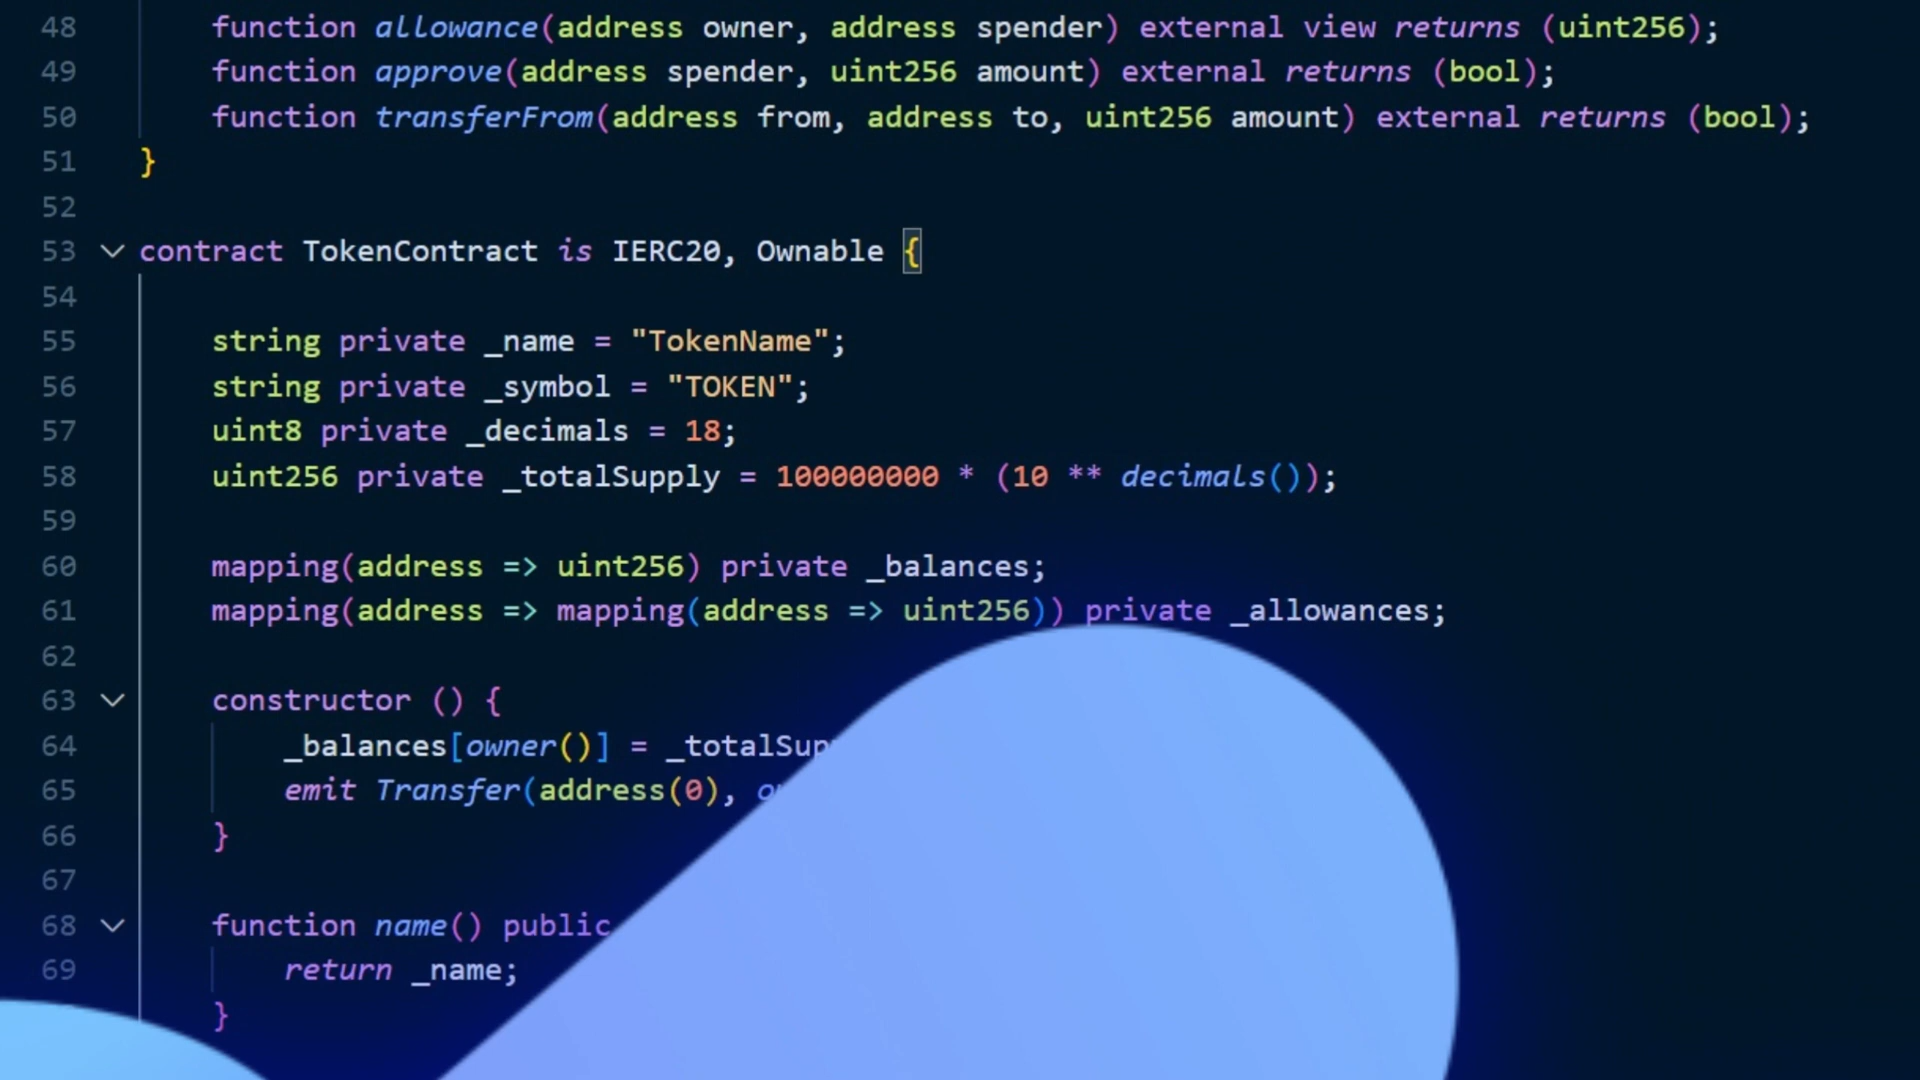 48 function allowance(address owner, address spender) external view returns (uint256);
49 function approve(address spender, uint256 amount) external returns (bool);
50 function transferFrom(address from, address to, uint256 amount) external returns (bool);
51 }
52
53 contract TokenContract is IERC20, Ownable {
54
55 string private _name = "TokenName";
56 string private _symbol = "TOKEN";
57 uint8 private _decimals = 18;
58 uint256 private _totalSupply = 100000000 * (10 ** decimals());
59
60 mapping(address => uint256) private _balances;
61 mapping(address => mapping(address => uint256)) private _allowances;
62
63 constructor () {
64 _balances[owner()] =
65 emit Transfer(address(0),
66 }
67
68 function name() public
69 return _name;
}